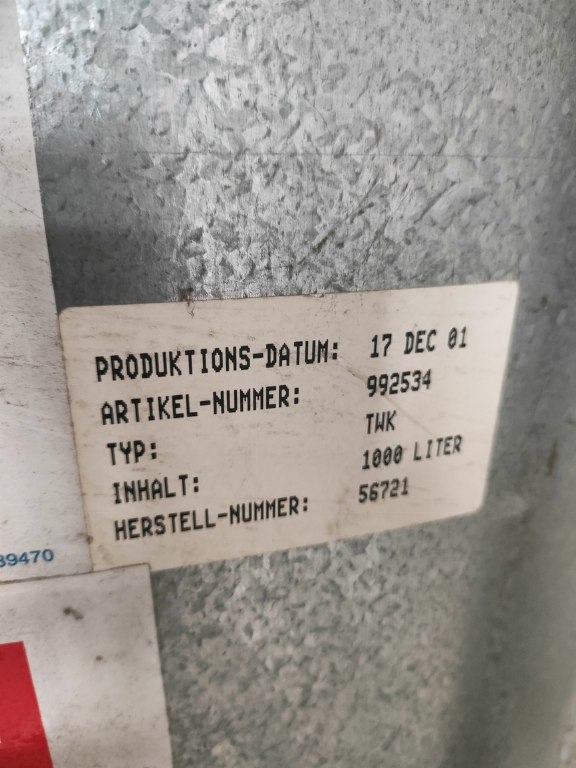 PRODUKTIONS-DATUM: 17 DEC 01
ARTIKEL-NUMMER: 992534
TYP: TWK
INHALT: 1000 LITER
HERSTELL-NUMMER: 56721
39470